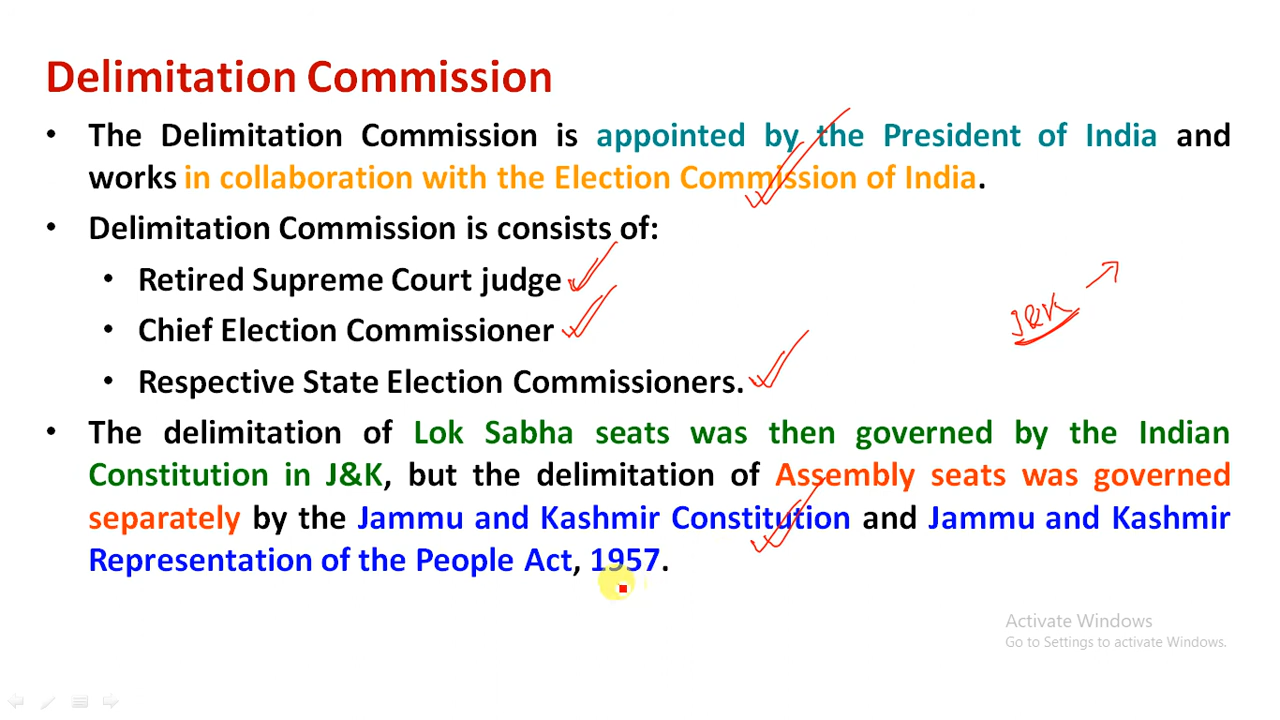 Delimitation Commission
• The Delimitation Commission is appointed by the President of India and
works in collaboration with the Election Commission of India.
• Delimitation Commission is consists of:
• Retired Supreme Court judge
• Chief Election Commissioner
J&K
• Respective State Election Commissioners.
• The delimitation of Lok Sabha seats was then governed by the Indian
Constitution in J&K, but the delimitation of Assembly seats was governed
separately by the Jammu and Kashmir Constitution and Jammu and Kashmir
Representation of the People Act, 1957.
Activate Windows
Go to Settings to activate Windows.